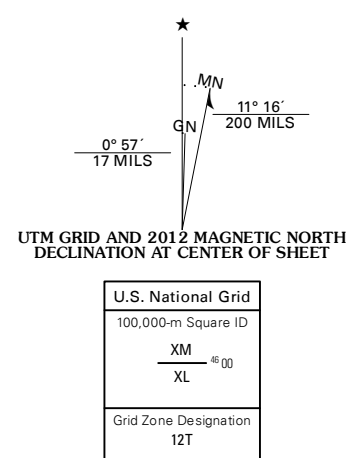 ★
MN
GN
11° 16´
200 MILS
0° 57´
17 MILS
UTM GRID AND 2012 MAGNETIC NORTH
DECLINATION AT CENTER OF SHEET
U.S. National Grid
100,000-m Square ID
XM
46 00
XL
Grid Zone Designation
12T